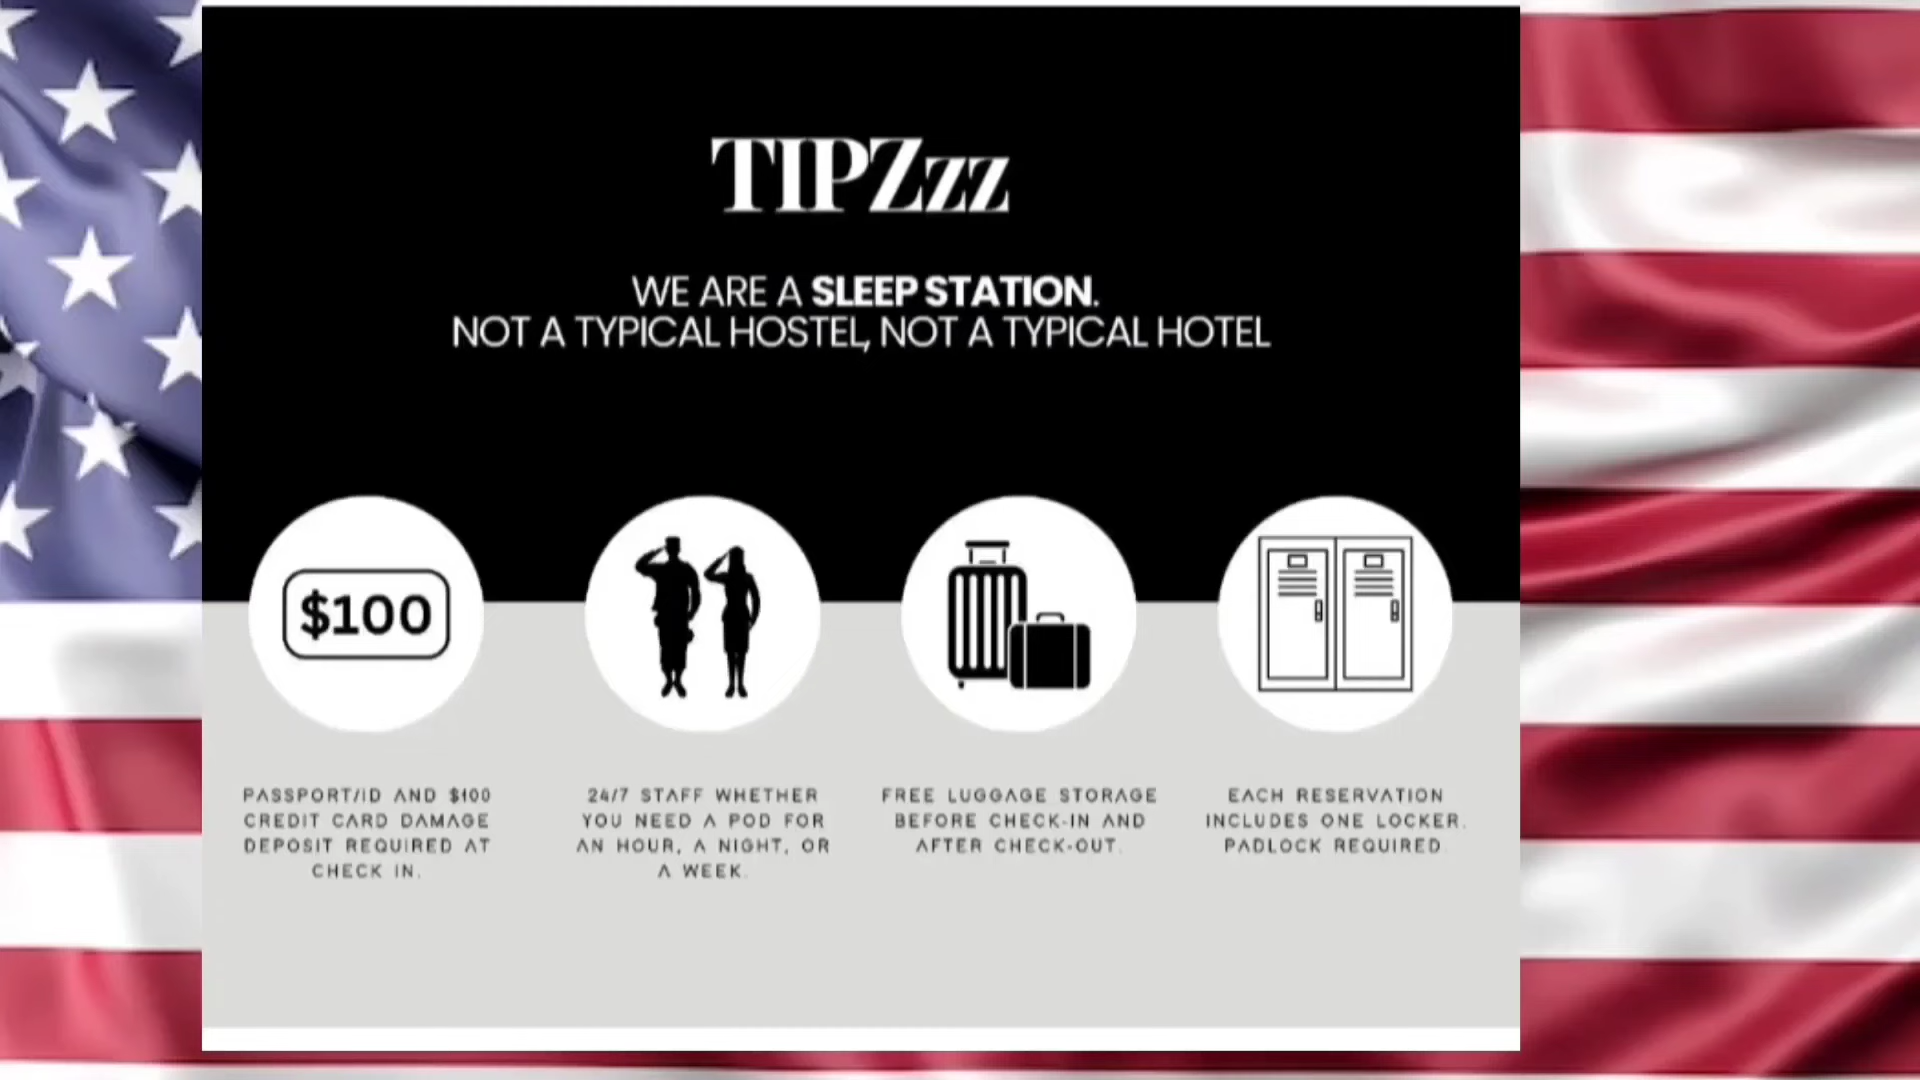 TIPZzz
WE ARE A SLEEP STATION.
NOT A TYPICAL HOSTEL, NOT A TYPICAL HOTEL
$100
PASSPORT/ID AND $100
CREDIT CARD DAMAGE
DEPOSIT REQUIRED AT
CHECK IN.
24/7 STAFF WHETHER
YOU NEED A POD FOR
AN HOUR, A NIGHT, OR
A WEEK.
FREE LUGGAGE STORAGE
BEFORE CHECK-IN AND
AFTER CHECK-OUT.
EACH RESERVATION
INCLUDES ONE LOCKER.
PADLOCK REQUIRED.